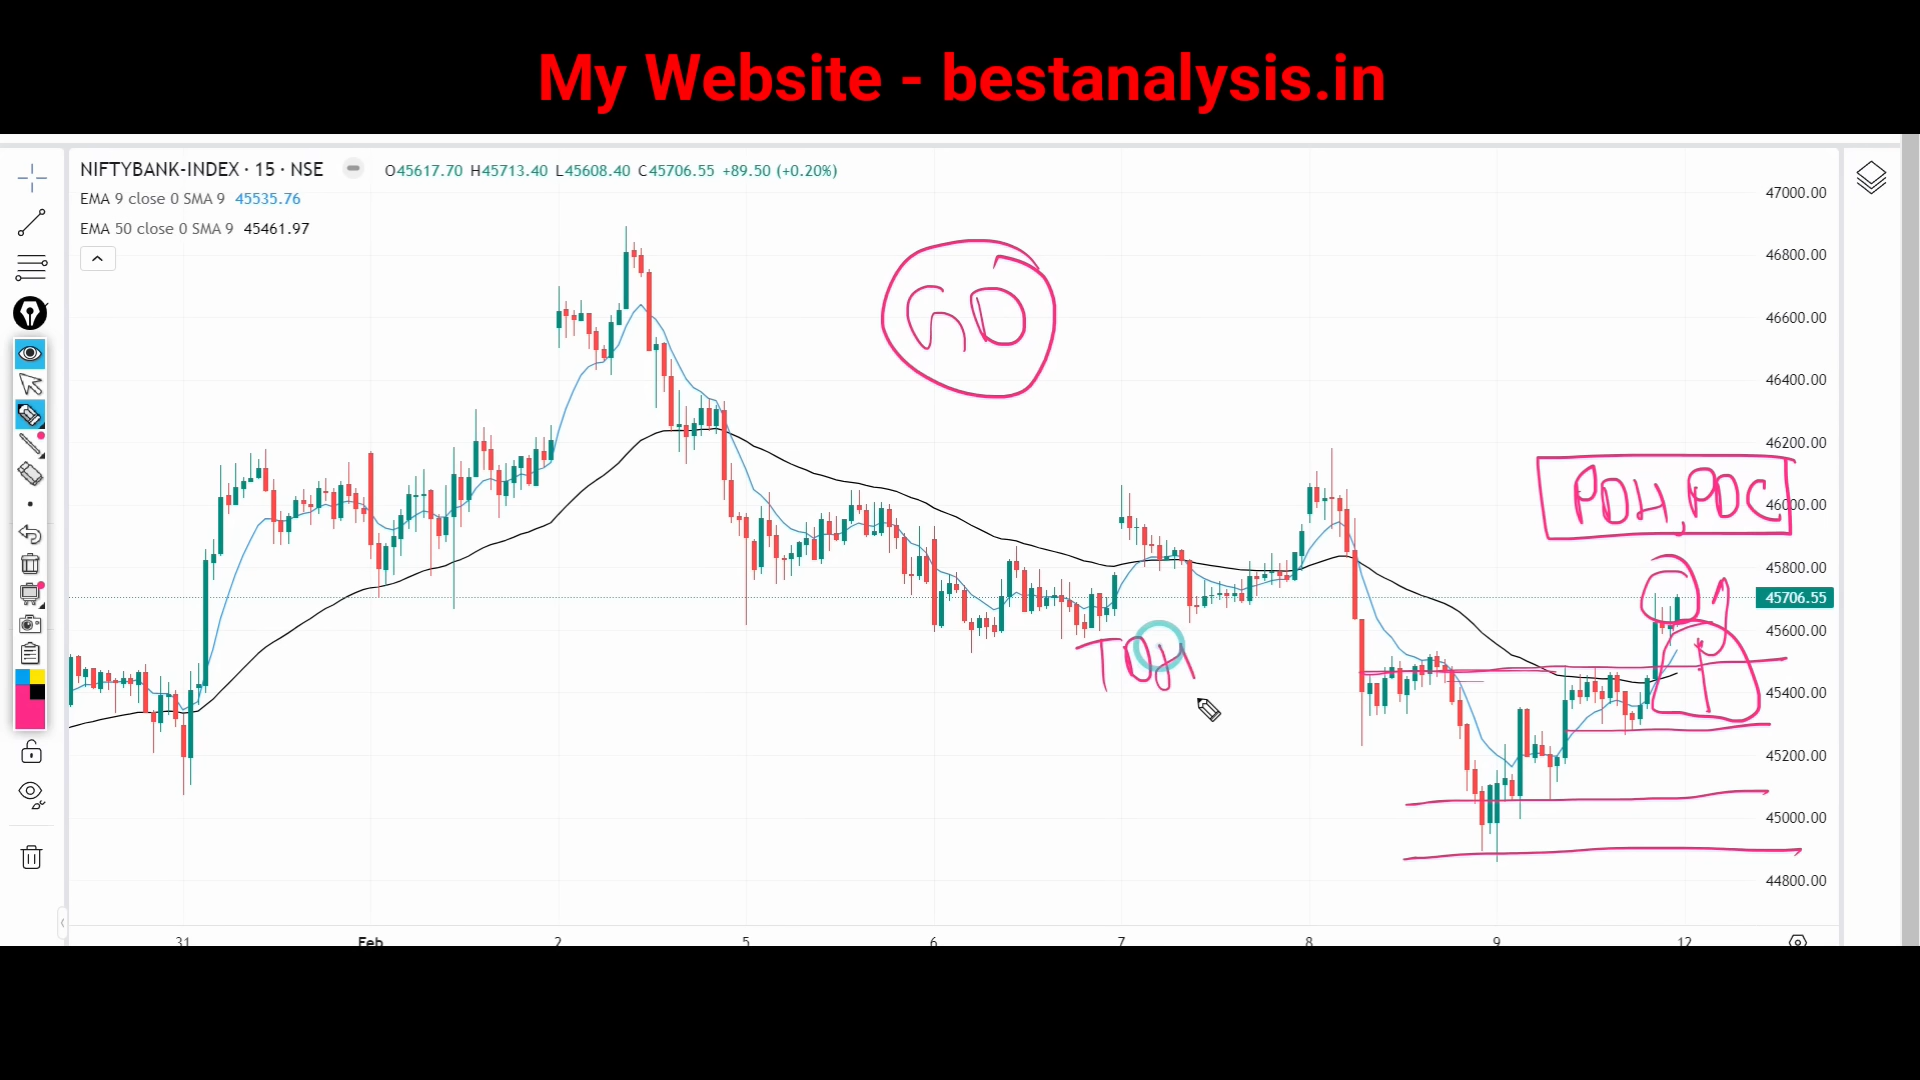 My Website - bestanalysis.in
NIFTYBANK-INDEX · 15 · NSE O45617.70 H45713.40 L45608.40 C45706.55 +89.50 (+0.20%)
EMA 9 close 0 SMA 9 45535.76
EMA 50 close 0 SMA 9 45461.97
47000.00
46800.00
46600.00
46400.00
46200.00
PDH, PDC
46000.00
45800.00
45706.55
45600.00
45400.00
45200.00
45000.00
44800.00
31 Feb 2 5 6 7 8 9 12